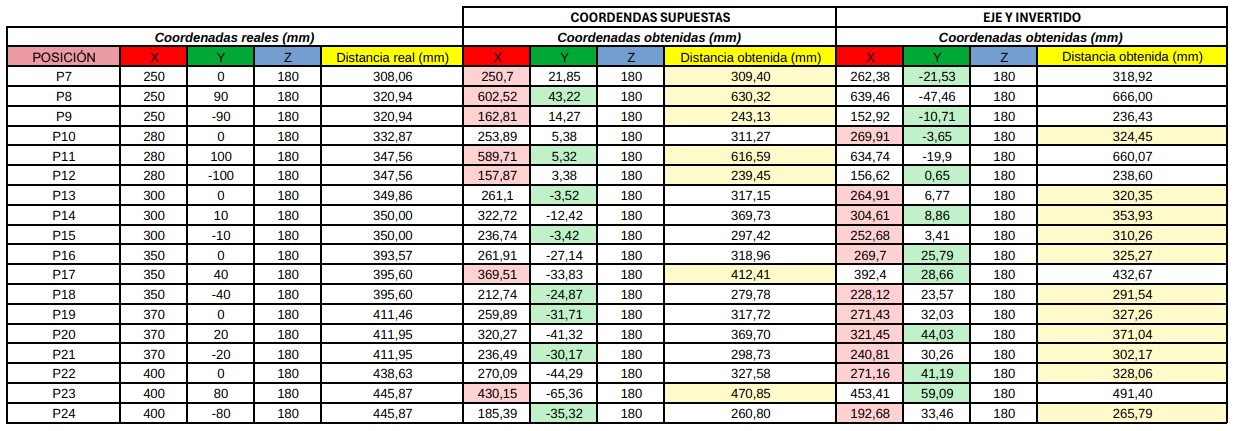 COORDENDAS SUPUESTAS EJE Y INVERTIDO
Coordenadas reales (mm) Coordenadas obtenidas (mm) Coordenadas obtenidas (mm)
POSICIÓN X Y Z Distancia real (mm) X Y Z Distancia obtenida (mm) X Y Z Distancia obtenida (mm)
P7 250 0 180 308,06 250,7 21,85 180 309,40 262,38 -21,53 180 318,92
P8 250 90 180 320,94 602,52 43,22 180 630,32 639,46 -47,46 180 666,00
P9 250 -90 180 320,94 162,81 14,27 180 243,13 152,92 -10,71 180 236,43
P10 280 0 180 332,87 253,89 5,38 180 311,27 269,91 -3,65 180 324,45
P11 280 100 180 347,56 589,71 5,32 180 616,59 634,74 -19,9 180 660,07
P12 280 -100 180 347,56 157,87 3,38 180 239,45 156,62 0,65 180 238,60
P13 300 0 180 349,86 261,1 -3,52 180 317,15 264,91 6,77 180 320,35
P14 300 10 180 350,00 322,72 -12,42 180 369,73 304,61 8,86 180 353,93
P15 300 -10 180 350,00 236,74 -3,42 180 297,42 252,68 3,41 180 310,26
P16 350 0 180 393,57 261,91 -27,14 180 318,96 269,7 25,79 180 325,27
P17 350 40 180 395,60 369,51 -33,83 180 412,41 392,4 28,66 180 432,67
P18 350 -40 180 395,60 212,74 -24,87 180 279,78 228,12 23,57 180 291,54
P19 370 0 180 411,46 259,89 -31,71 180 317,72 271,43 32,03 180 327,26
P20 370 20 180 411,95 320,27 -41,32 180 369,70 321,45 44,03 180 371,04
P21 370 -20 180 411,95 236,49 -30,17 180 298,73 240,81 30,26 180 302,17
P22 400 0 180 438,63 270,09 -44,29 180 327,58 271,16 41,19 180 328,06
P23 400 80 180 445,87 430,15 -65,36 180 470,85 453,41 59,09 180 491,40
P24 400 -80 180 445,87 185,39 -35,32 180 260,80 192,68 33,46 180 265,79